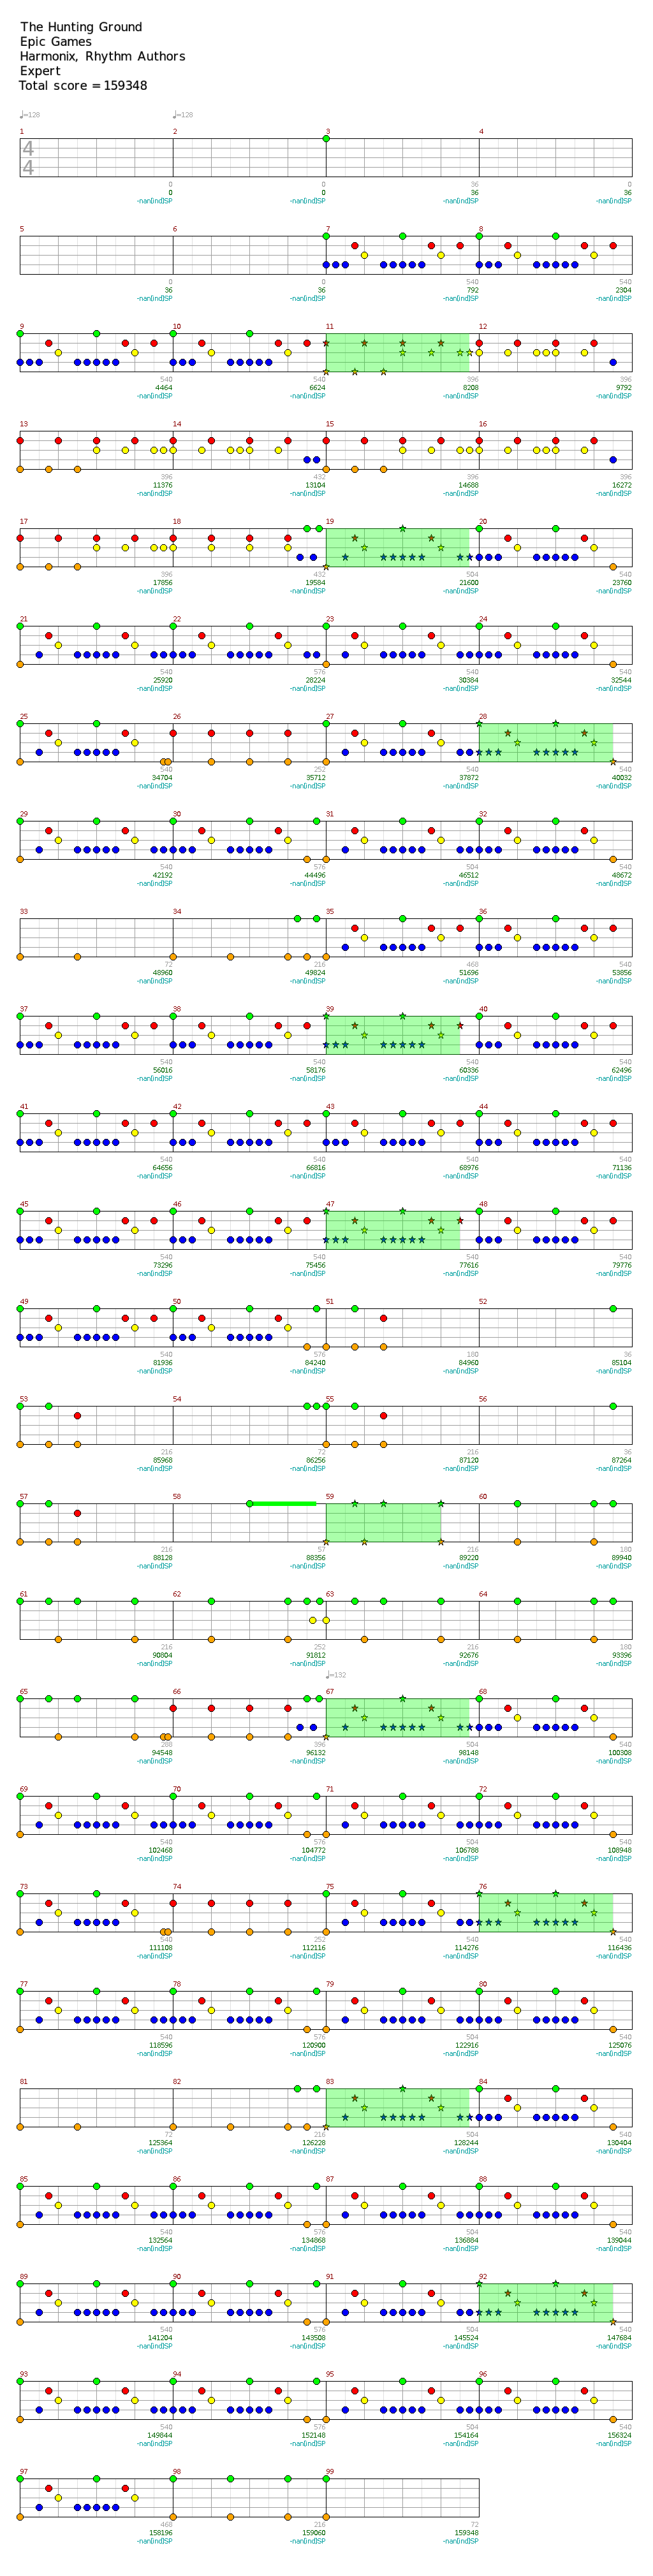 The Hunting Ground
Epic Games
Harmonix, Rhythm Authors
Expert
Total score = 159348
♩=128 ♩=128
1 2 3 4
4
4
0 0 36 0
0 0 36 36
-nan(ind)SP -nan(ind)SP -nan(ind)SP -nan(ind)SP
5 6 7 8
0 0 540 540
36 36 792 2304
-nan(ind)SP -nan(ind)SP -nan(ind)SP -nan(ind)SP
9 10 11 12
540 540 396 396
4464 6624 8208 9792
-nan(ind)SP -nan(ind)SP -nan(ind)SP -nan(ind)SP
13 14 15 16
396 432 396 396
11376 13104 14688 16272
-nan(ind)SP -nan(ind)SP -nan(ind)SP -nan(ind)SP
17 18 19 20
396 432 504 540
17856 19584 21600 23760
-nan(ind)SP -nan(ind)SP -nan(ind)SP -nan(ind)SP
21 22 23 24
540 576 540 540
25920 28224 30384 32544
-nan(ind)SP -nan(ind)SP -nan(ind)SP -nan(ind)SP
25 26 27 28
540 252 540 540
34704 35712 37872 40032
-nan(ind)SP -nan(ind)SP -nan(ind)SP -nan(ind)SP
29 30 31 32
540 576 504 540
42192 44496 46512 48672
-nan(ind)SP -nan(ind)SP -nan(ind)SP -nan(ind)SP
33 34 35 36
72 216 468 540
48960 49824 51696 53856
-nan(ind)SP -nan(ind)SP -nan(ind)SP -nan(ind)SP
37 38 39 40
540 540 540 540
56016 58176 60336 62496
-nan(ind)SP -nan(ind)SP -nan(ind)SP -nan(ind)SP
41 42 43 44
540 540 540 540
64656 66816 68976 71136
-nan(ind)SP -nan(ind)SP -nan(ind)SP -nan(ind)SP
45 46 47 48
540 540 540 540
73296 75456 77616 79776
-nan(ind)SP -nan(ind)SP -nan(ind)SP -nan(ind)SP
49 50 51 52
540 576 180 36
81936 84240 84960 85104
-nan(ind)SP -nan(ind)SP -nan(ind)SP -nan(ind)SP
53 54 55 56
216 72 216 36
85968 86256 87120 87264
-nan(ind)SP -nan(ind)SP -nan(ind)SP -nan(ind)SP
57 58 59 60
216 57 216 180
88128 88356 89220 89940
-nan(ind)SP -nan(ind)SP -nan(ind)SP -nan(ind)SP
61 62 63 64
216 252 216 180
90804 91812 92676 93396
-nan(ind)SP -nan(ind)SP -nan(ind)SP -nan(ind)SP
♩=132
65 66 67 68
288 396 504 540
94548 96132 98148 100308
-nan(ind)SP -nan(ind)SP -nan(ind)SP -nan(ind)SP
69 70 71 72
540 576 504 540
102468 104772 106788 108948
-nan(ind)SP -nan(ind)SP -nan(ind)SP -nan(ind)SP
73 74 75 76
540 252 540 540
111108 112116 114276 116436
-nan(ind)SP -nan(ind)SP -nan(ind)SP -nan(ind)SP
77 78 79 80
540 576 504 540
118596 120900 122916 125076
-nan(ind)SP -nan(ind)SP -nan(ind)SP -nan(ind)SP
81 82 83 84
72 216 504 540
125364 126228 128244 130404
-nan(ind)SP -nan(ind)SP -nan(ind)SP -nan(ind)SP
85 86 87 88
540 576 504 540
132564 134868 136884 139044
-nan(ind)SP -nan(ind)SP -nan(ind)SP -nan(ind)SP
89 90 91 92
540 576 504 540
141204 143508 145524 147684
-nan(ind)SP -nan(ind)SP -nan(ind)SP -nan(ind)SP
93 94 95 96
540 576 504 540
149844 152148 154164 156324
-nan(ind)SP -nan(ind)SP -nan(ind)SP -nan(ind)SP
97 98 99
468 216 72
158196 159060 159348
-nan(ind)SP -nan(ind)SP -nan(ind)SP